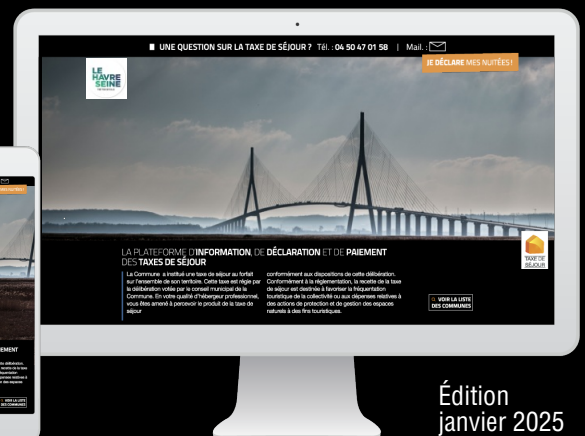 UNE QUESTION SUR LA TAXE DE SÉJOUR ? Tél. : 04 50 47 01 58 | Mail. :
JE DÉCLARE MES NUITÉES !
LE
HAVRE
SEINE
LA PLATEFORME D'INFORMATION, DE DÉCLARATION ET DE PAIEMENT
DES TAXES DE SÉJOUR
La Commune a institué une taxe de séjour au forfait
sur l'ensemble de son territoire. Cette taxe est régie par
la délibération votée par le conseil municipal de la
Commune. En votre qualité d'hébergeur professionnel,
vous êtes amené à percevoir le produit de la taxe de
séjour
conformément aux dispositions de cette délibération.
Conformément à la réglementation, la recette de la taxe
de séjour est destinée à favoriser la fréquentation
touristique de la collectivité ou aux dépenses relatives à
des actions de protection et de gestion des espaces
naturels à des fins touristiques.
TAXE DE
SÉJOUR
VOIR LA LISTE
DES COMMUNES
EMENT
VOIR LA LISTE
DES COMMUNES
Édition
janvier 2025